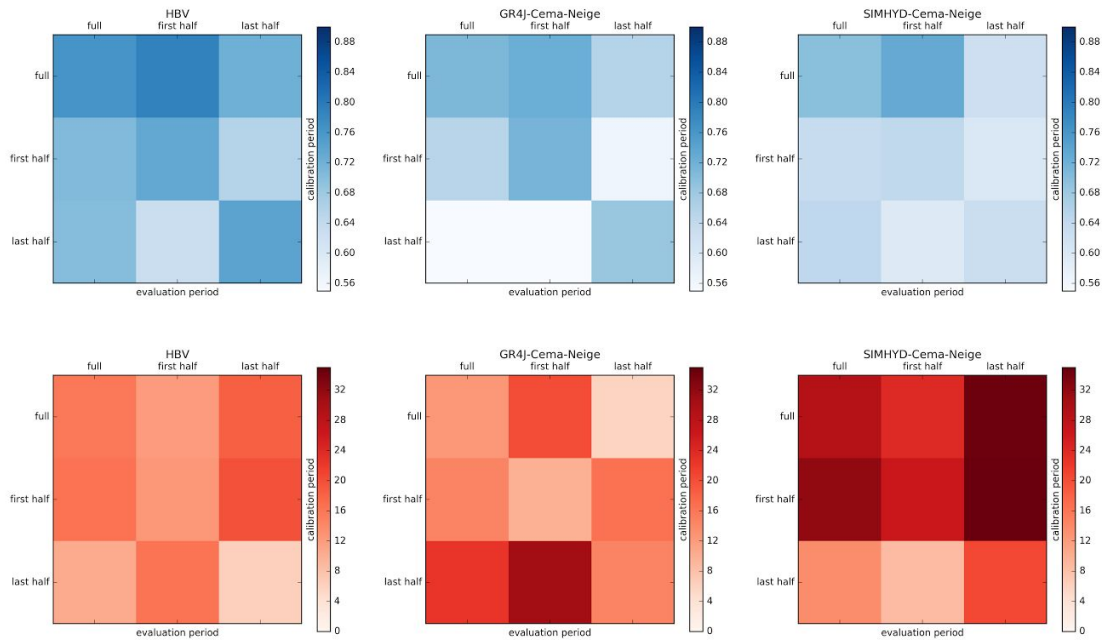 HBV
full first half last half
0.88
0.84
full
0.80
0.76
first half
0.72
0.68
0.64
last half
0.60
0.56
evaluation period
calibration period
GR4J-Cema-Neige
full first half last half
0.88
0.84
full
0.80
0.76
first half
0.72
0.68
0.64
last half
0.60
0.56
evaluation period
calibration period
SIMHYD-Cema-Neige
full first half last half
0.88
0.84
full
0.80
0.76
first half
0.72
0.68
0.64
last half
0.60
0.56
evaluation period
HBV
full first half last half
32
full
28
24
20
first half
16
12
last half
8
4
0
evaluation period
calibration period
GR4J-Cema-Neige
full first half last half
32
full
28
24
20
first half
16
12
last half
8
4
0
evaluation period
calibration period
SIMHYD-Cema-Neige
full first half last half
32
full
28
24
20
first half
16
12
last half
8
4
0
evaluation period